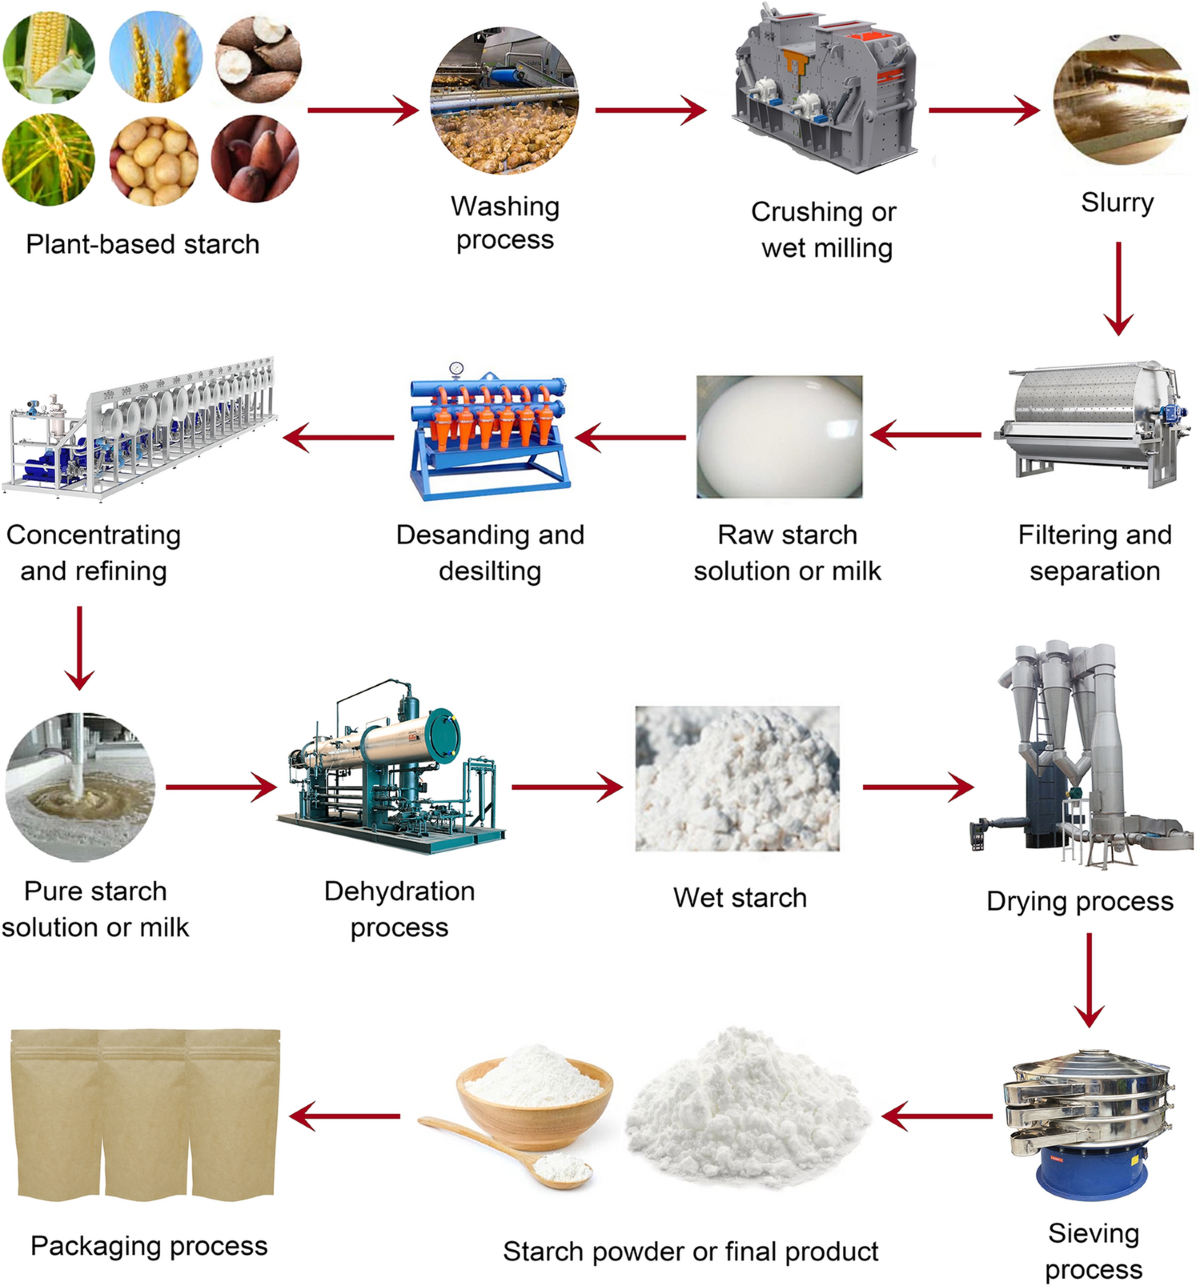 Plant-based starch
Washing
process
Crushing or
wet milling
Slurry
Filtering and
separation
Raw starch
solution or milk
Desanding and
desilting
Concentrating
and refining
Pure starch
solution or milk
Dehydration
process
Wet starch
Drying process
Sieving
process
Starch powder or final product
Packaging process